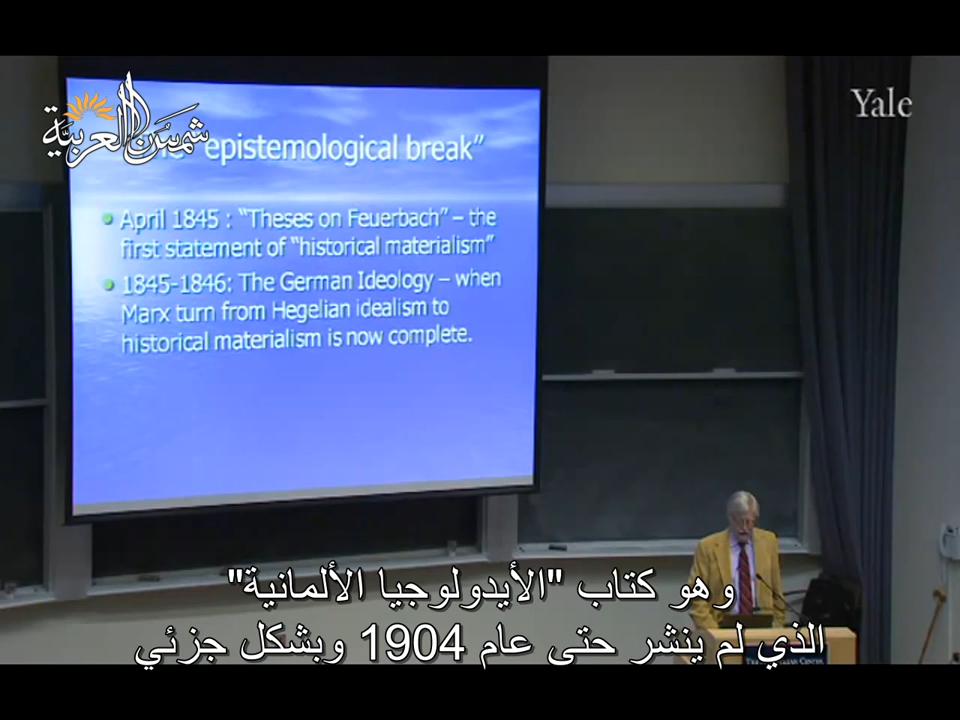 شمس العربية
Yale
epistemological break”
• April 1845 : “Theses on Feuerbach” – the
first statement of “historical materialism”
• 1845-1846: The German Ideology – when
Marx turn from Hegelian idealism to
historical materialism is now complete.
وهو كتاب "الأيدولوجيا الألمانية"
الذي لم ينشر حتى عام 1904 وبشكل جزئي